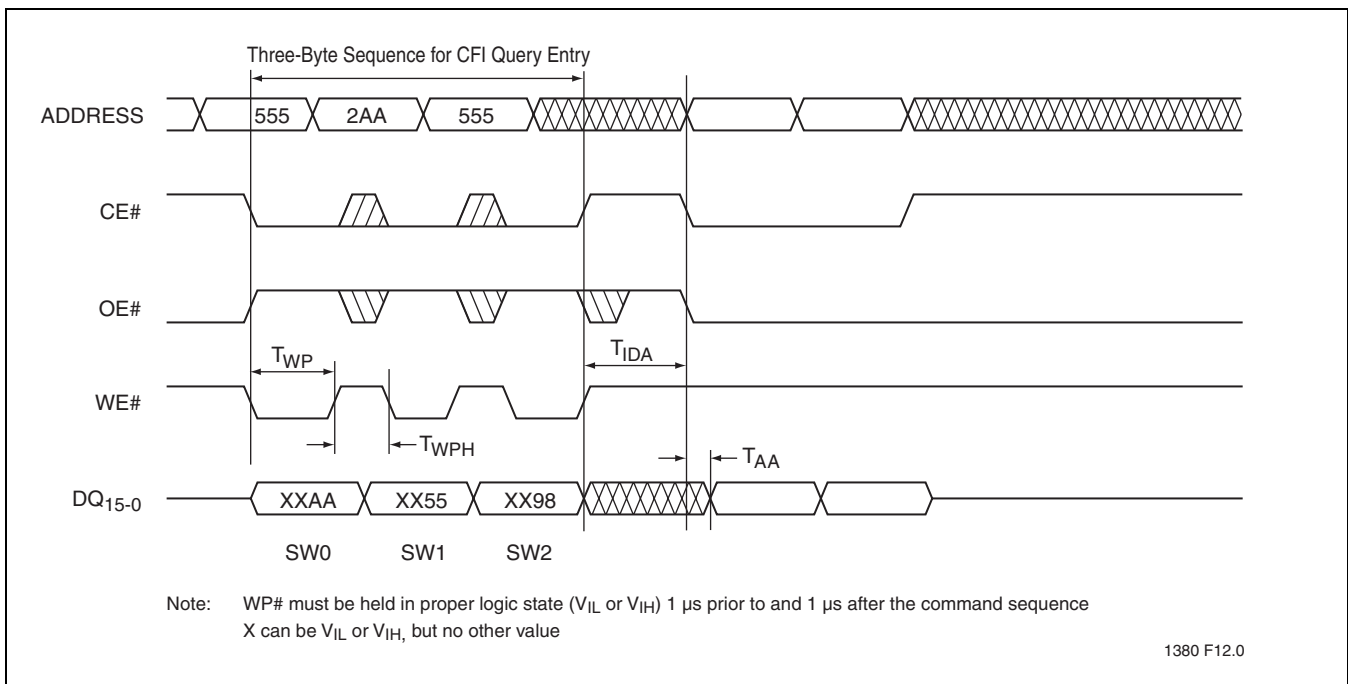 Three-Byte Sequence for CFI Query Entry
ADDRESS 555 2AA 555
CE#
OE#
TWP TIDA
WE#
TWPH
TAA
DQ15-0 XXAA XX55 XX98
SW0 SW1 SW2
Note: WP# must be held in proper logic state (VIL or VIH) 1 µs prior to and 1 µs after the command sequence
X can be VIL or VIH, but no other value
1380 F12.0